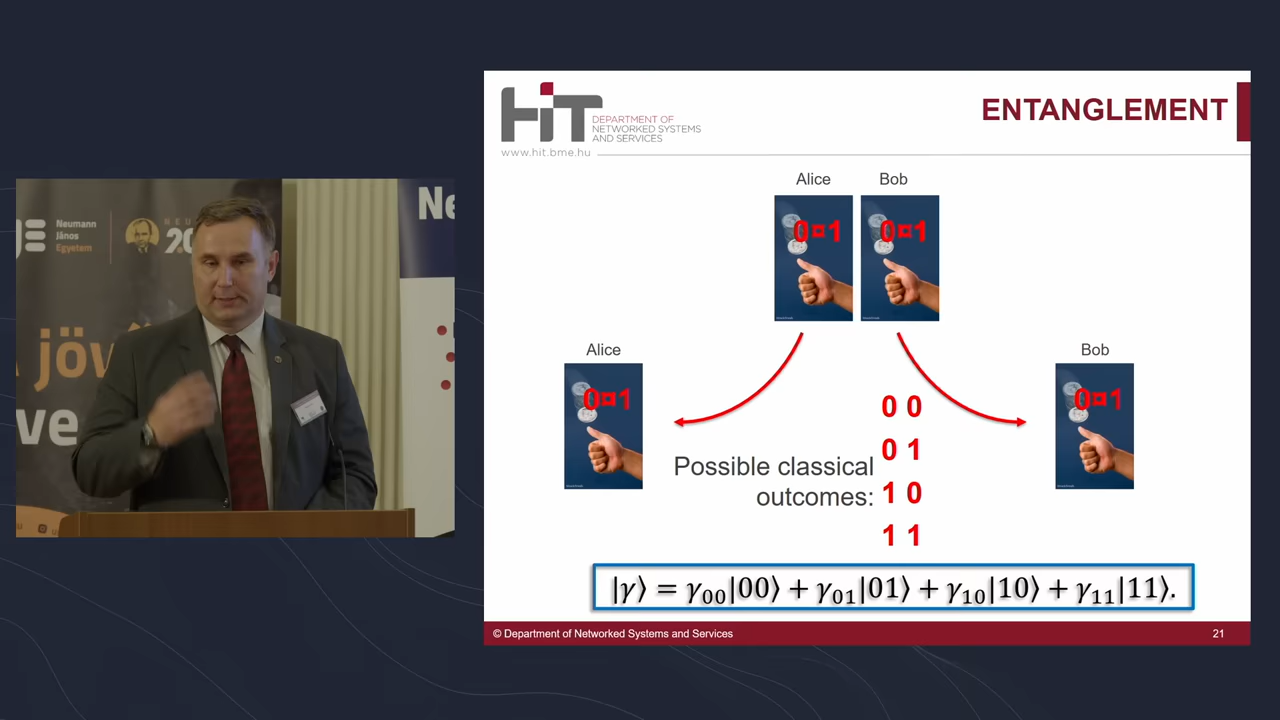 Neumann
János
Egyetem
NEU
20
Ne
jöv
ve
HiT
DEPARTMENT OF
NETWORKED SYSTEMS
AND SERVICES
www.hit.bme.hu
ENTANGLEMENT
Alice
Bob
0¤1
0¤1
Alice
Bob
0¤1
0¤1
0 0
0 1
Possible classical
outcomes:
1 0
1 1
|γ⟩ = γ₀₀|00⟩ + γ₀₁|01⟩ + γ₁₀|10⟩ + γ₁₁|11⟩.
© Department of Networked Systems and Services
21